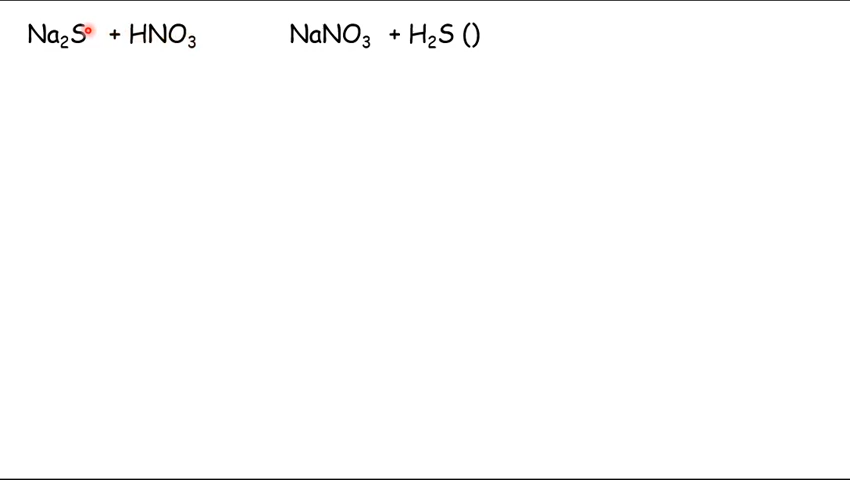 Na₂S + HNO₃ NaNO₃ + H₂S ()